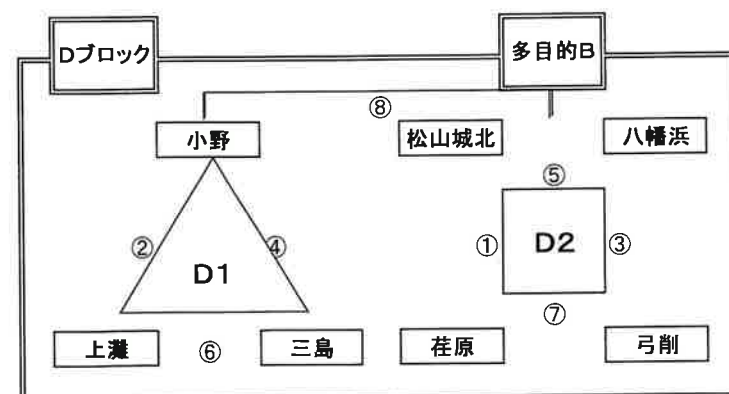 Dブロック
多目的B
⑧
小野
松山城北
八幡浜
⑤
②
④
①
D2
③
D1
⑦
上灘
⑥
三島
荏原
弓削